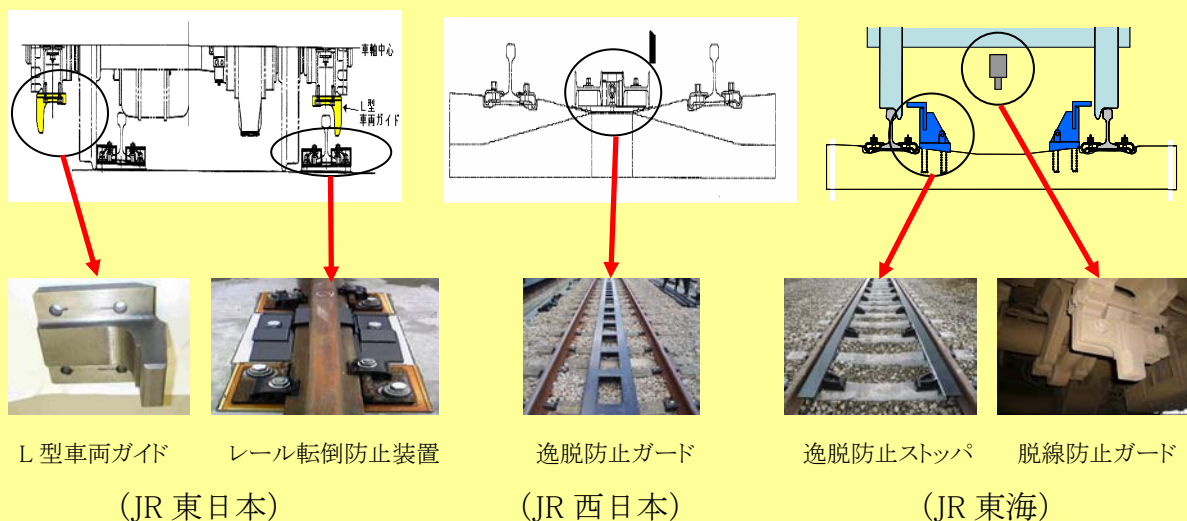 車軸中心
L型
車両ガイド
L 型車両ガイド
レール転倒防止装置
逸脱防止ガード
逸脱防止ストッパ
脱線防止ガード
(JR 東日本)
(JR 西日本)
(JR 東海)